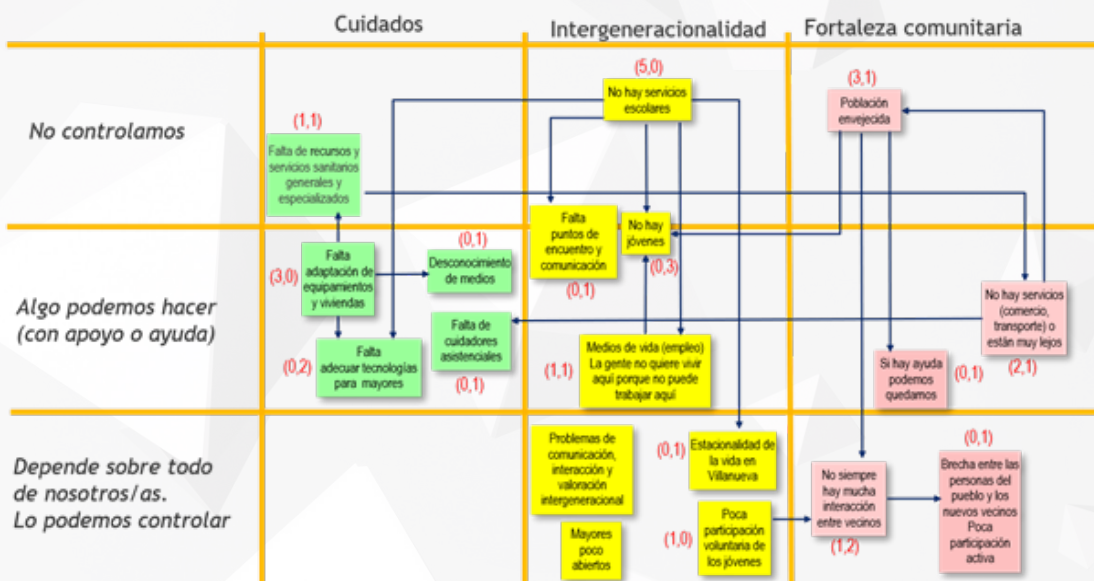 Cuidados
Intergeneracionalidad
Fortaleza comunitaria
No controlamos
(1,1)
Falta de recursos y
servicios sanitarios
generales y
especializados
(5,0)
No hay servicios
escolares
(3,1)
Población
envejecida
Algo podemos hacer
(con apoyo o ayuda)
(3,0)
Falta
adaptación de
equipamientos
y viviendas
(0,1)
Desconocimiento
de medios
(0,2)
Falta
adecuar tecnologías
para mayores
Falta de
cuidadores
asistenciales
(0,1)
Falta
puntos de
encuentro y
comunicación
(0,1)
No hay
jóvenes
(0,3)
(1,1)
Medios de vida (empleo)
La gente no quiere vivir
aquí porque no puede
trabajar aquí
No hay servicios
(comercio,
transporte) o
están muy lejos
(2,1)
Si hay ayuda
podemos
quedarnos
(0,1)
Depende sobre todo
de nosotros/as.
Lo podemos controlar
Problemas de
comunicación,
interacción y
valoración
intergeneracional
Mayores
poco
abiertos
(0,1)
Estacionalidad de
la vida en
Villanueva
(1,0)
Poca
participación
voluntaria de
los jóvenes
No siempre
hay mucha
interacción
entre vecinos
(1,2)
(0,1)
Brecha entre las
personas del
pueblo y los
nuevos vecinos
Poca
participación
activa